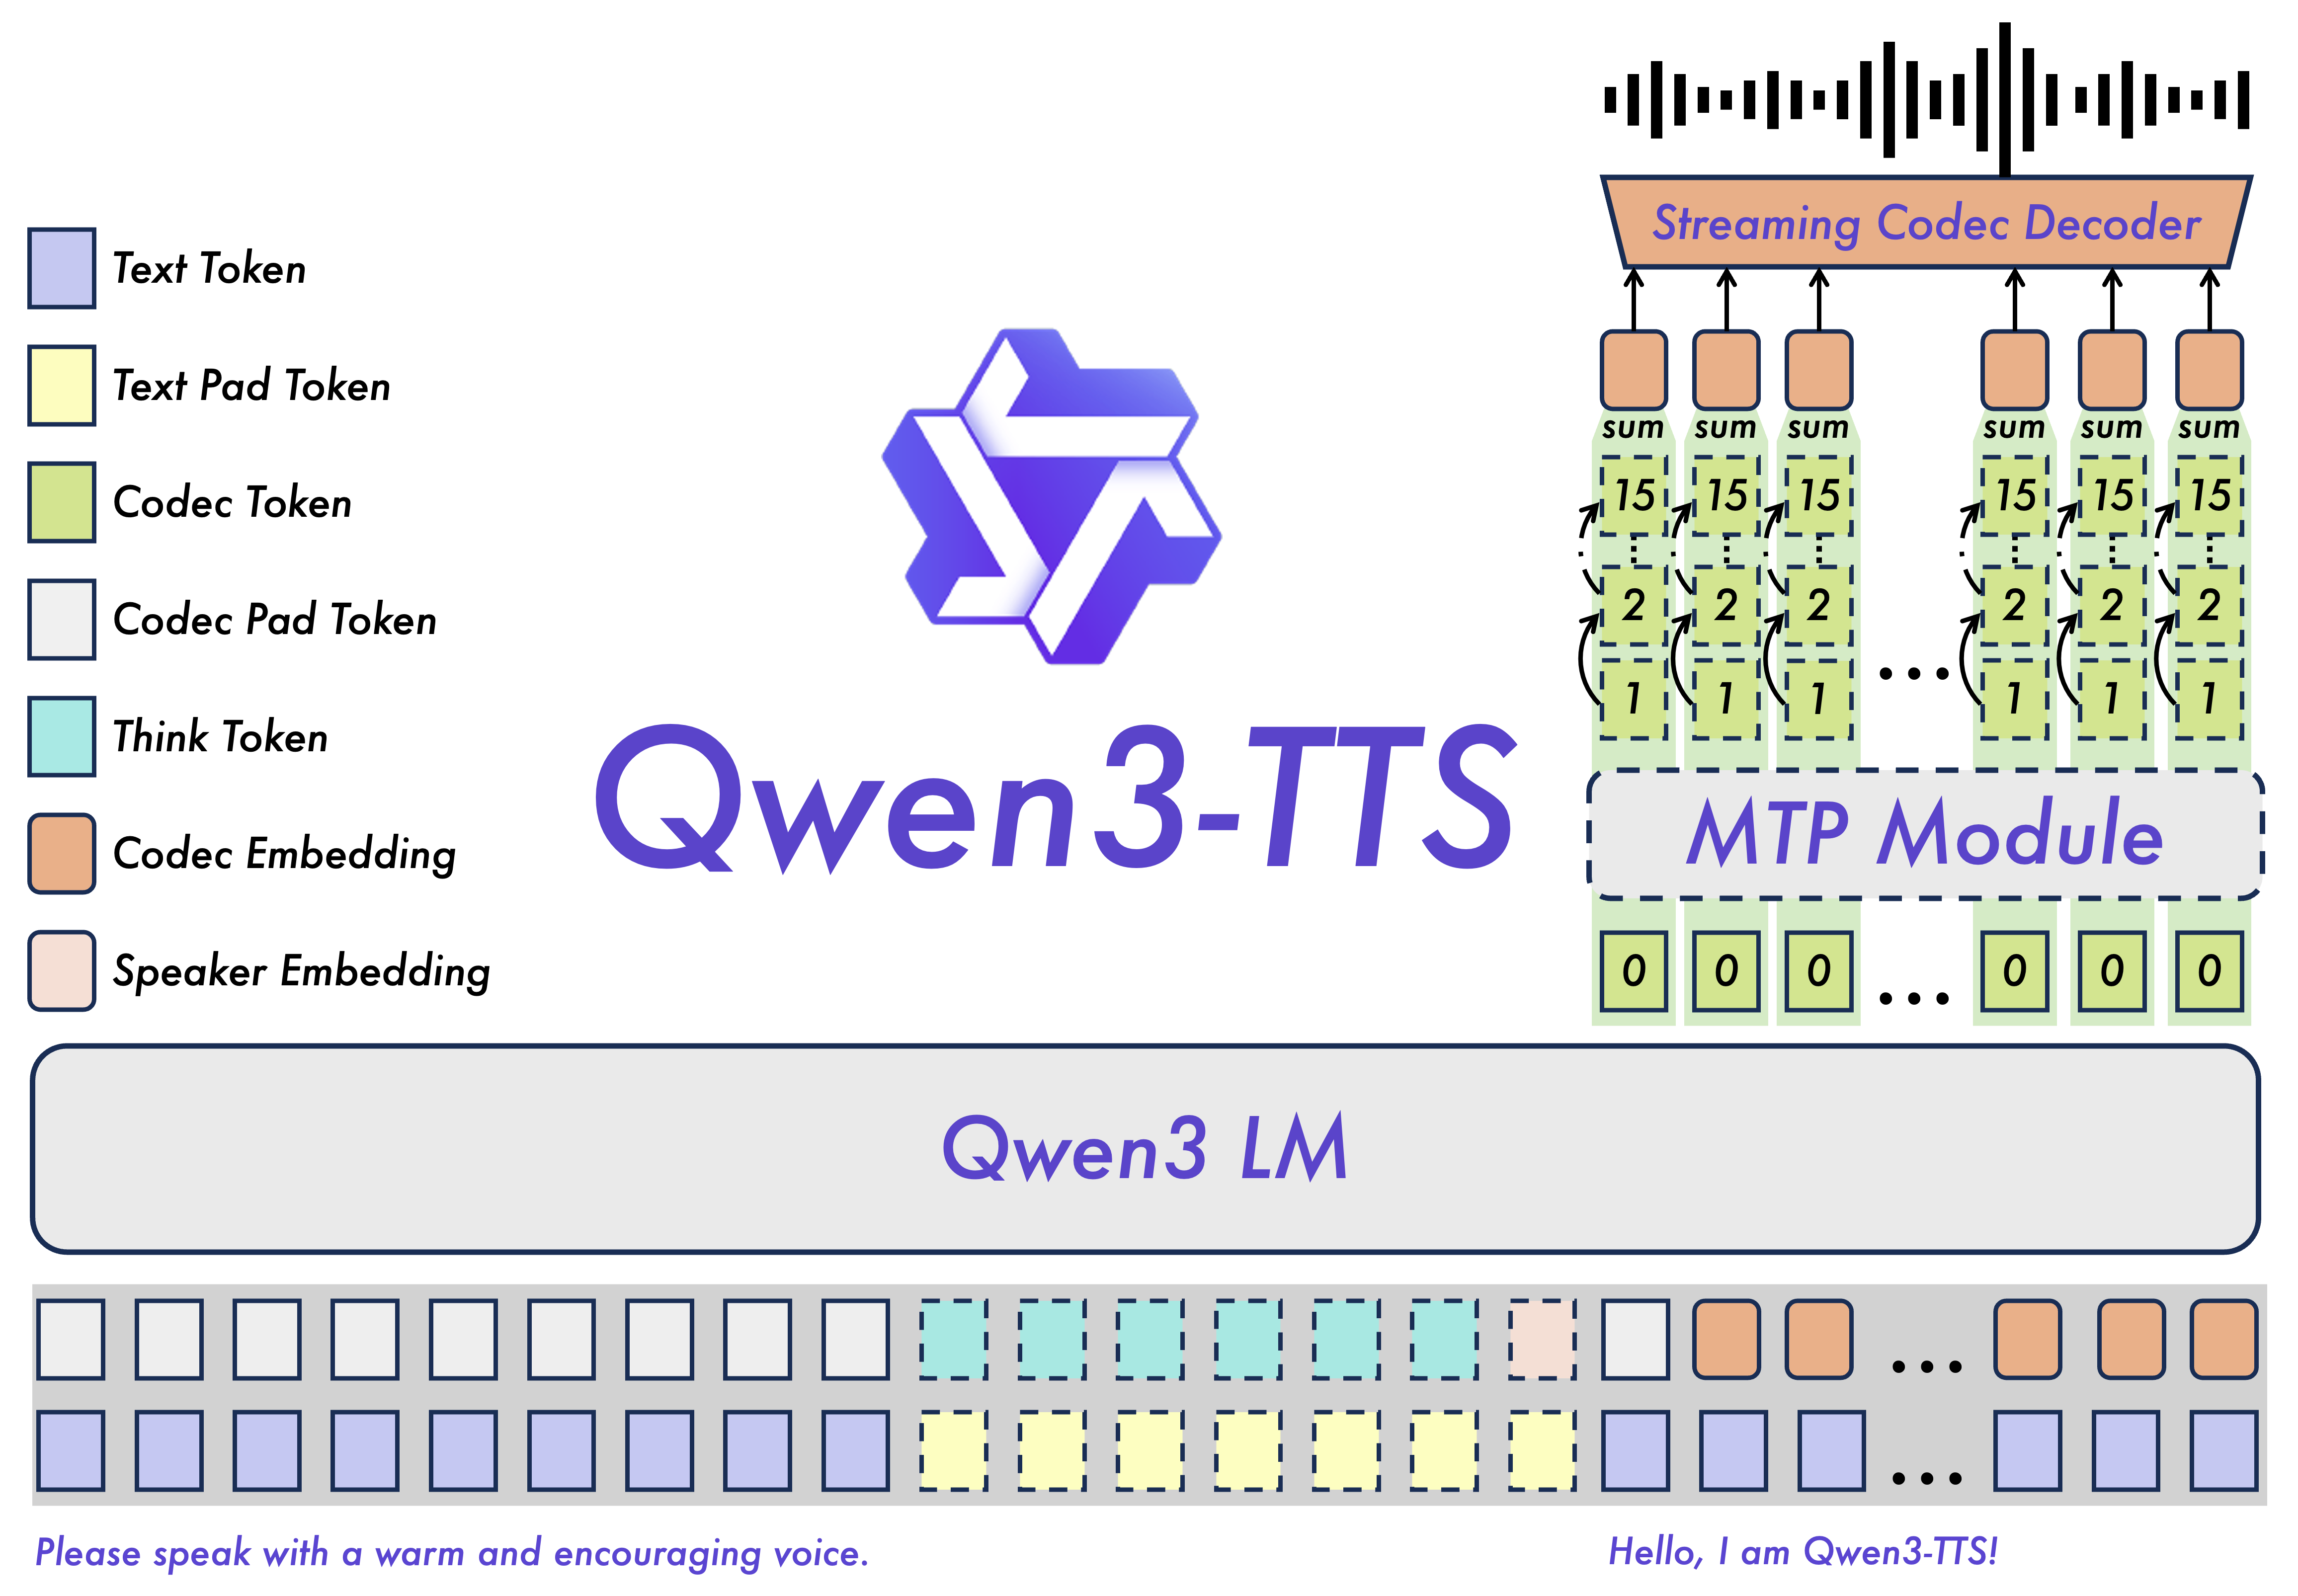 Streaming Codec Decoder
Text Token
Text Pad Token
Codec Token
Codec Pad Token
Think Token
Codec Embedding
Speaker Embedding
Qwen3-TTS
sum sum sum sum sum sum
15 15 15 15 15 15
2 2 2 2 2 2
1 1 1 ... 1 1 1
MTP Module
0 0 0 ... 0 0 0
Qwen3 LM
...
...
Please speak with a warm and encouraging voice.
Hello, I am Qwen3-TTS!